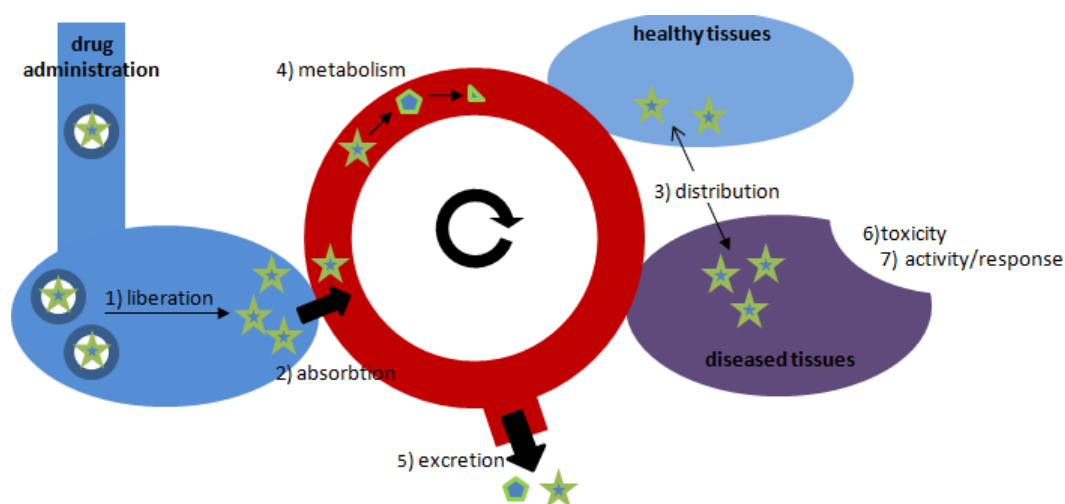 drug
administration
healthy tissues
4) metabolism
3) distribution
6)toxicity
7) activity/response
1) liberation
2) absorbtion
diseased tissues
5) excretion